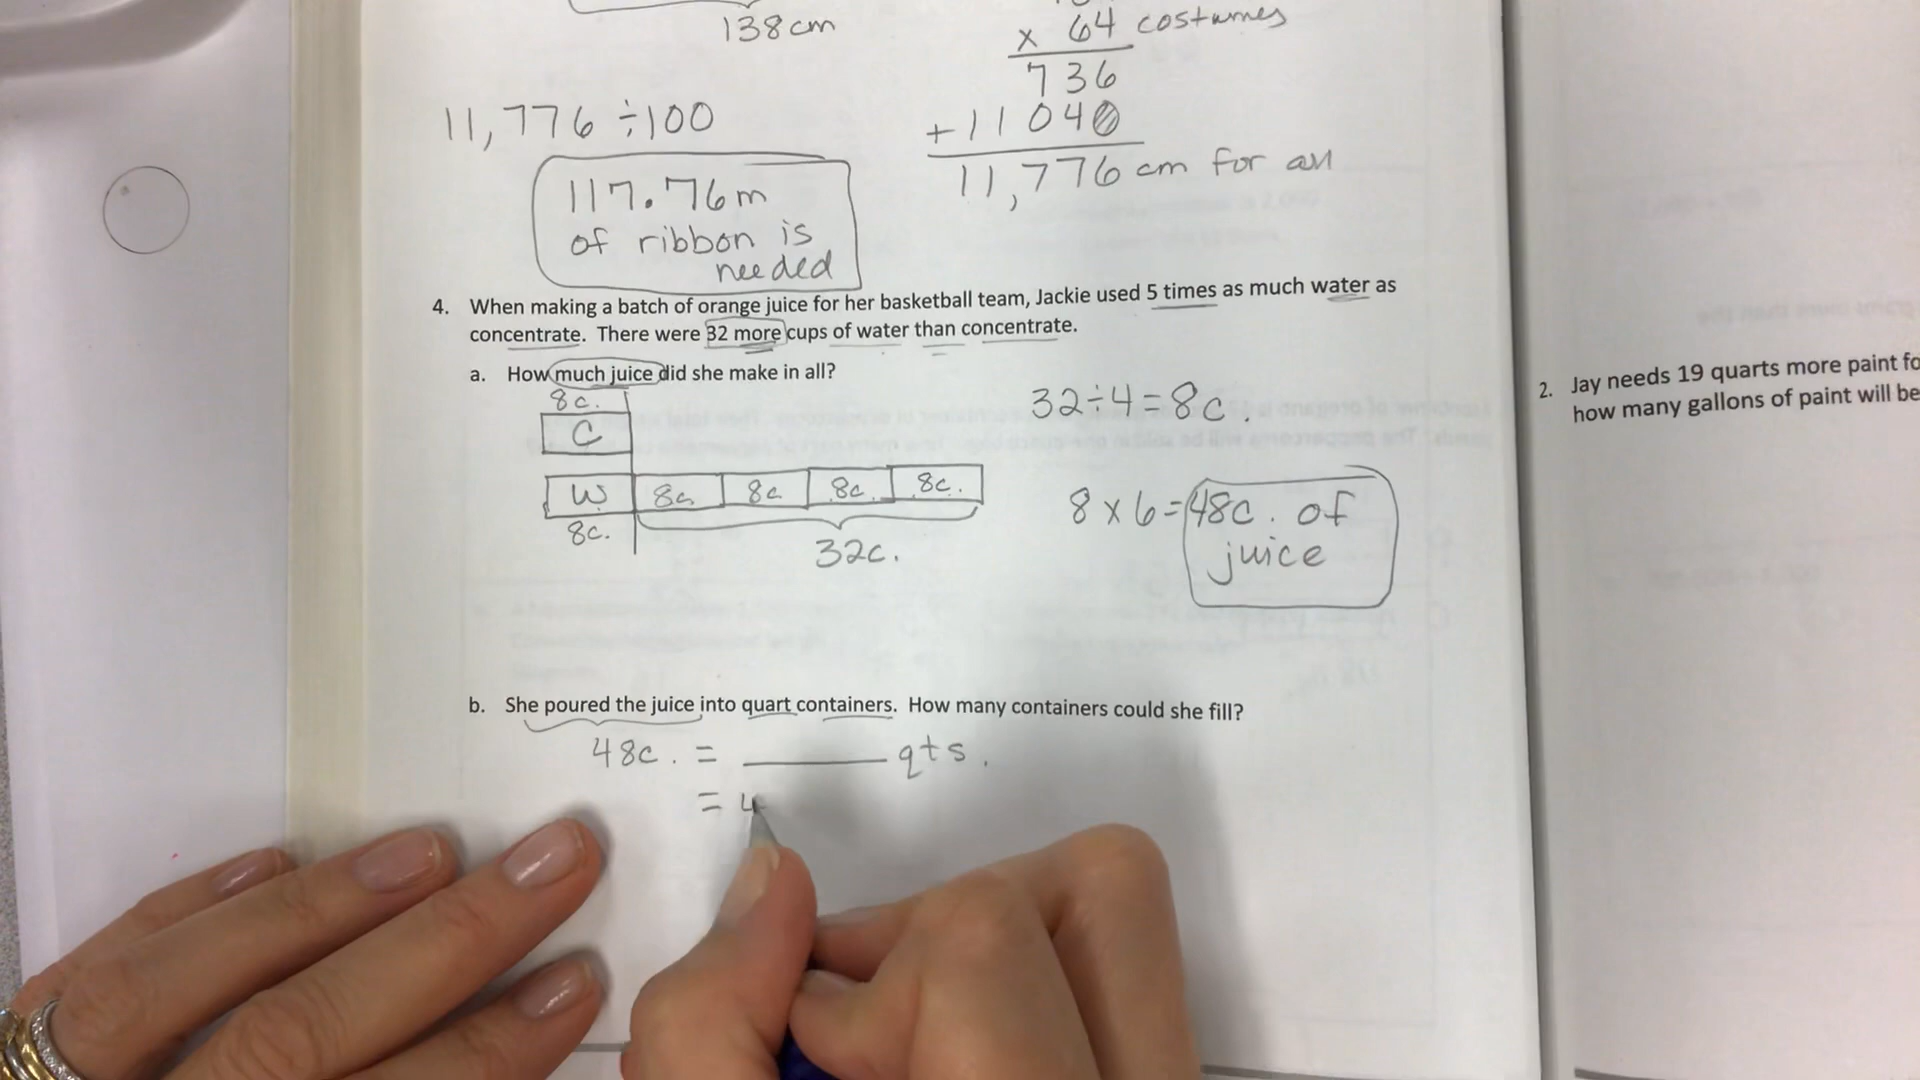 138cm
x 64 costumes
736
+ 11040
11,776 cm for all
11,776 ÷ 100
117.76m
of ribbon is
needed
4. When making a batch of orange juice for her basketball team, Jackie used 5 times as much water as
concentrate. There were 32 more cups of water than concentrate.
a. How much juice did she make in all?
8c.
C
W 8c 8c 8c. 8c.
8c.
32c.
32÷4=8c.
8 x 6 = 48c. of
juice
b. She poured the juice into quart containers. How many containers could she fill?
48c. = ______ qts.
= 4
2. Jay needs 19 quarts more paint
how many gallons of paint will be